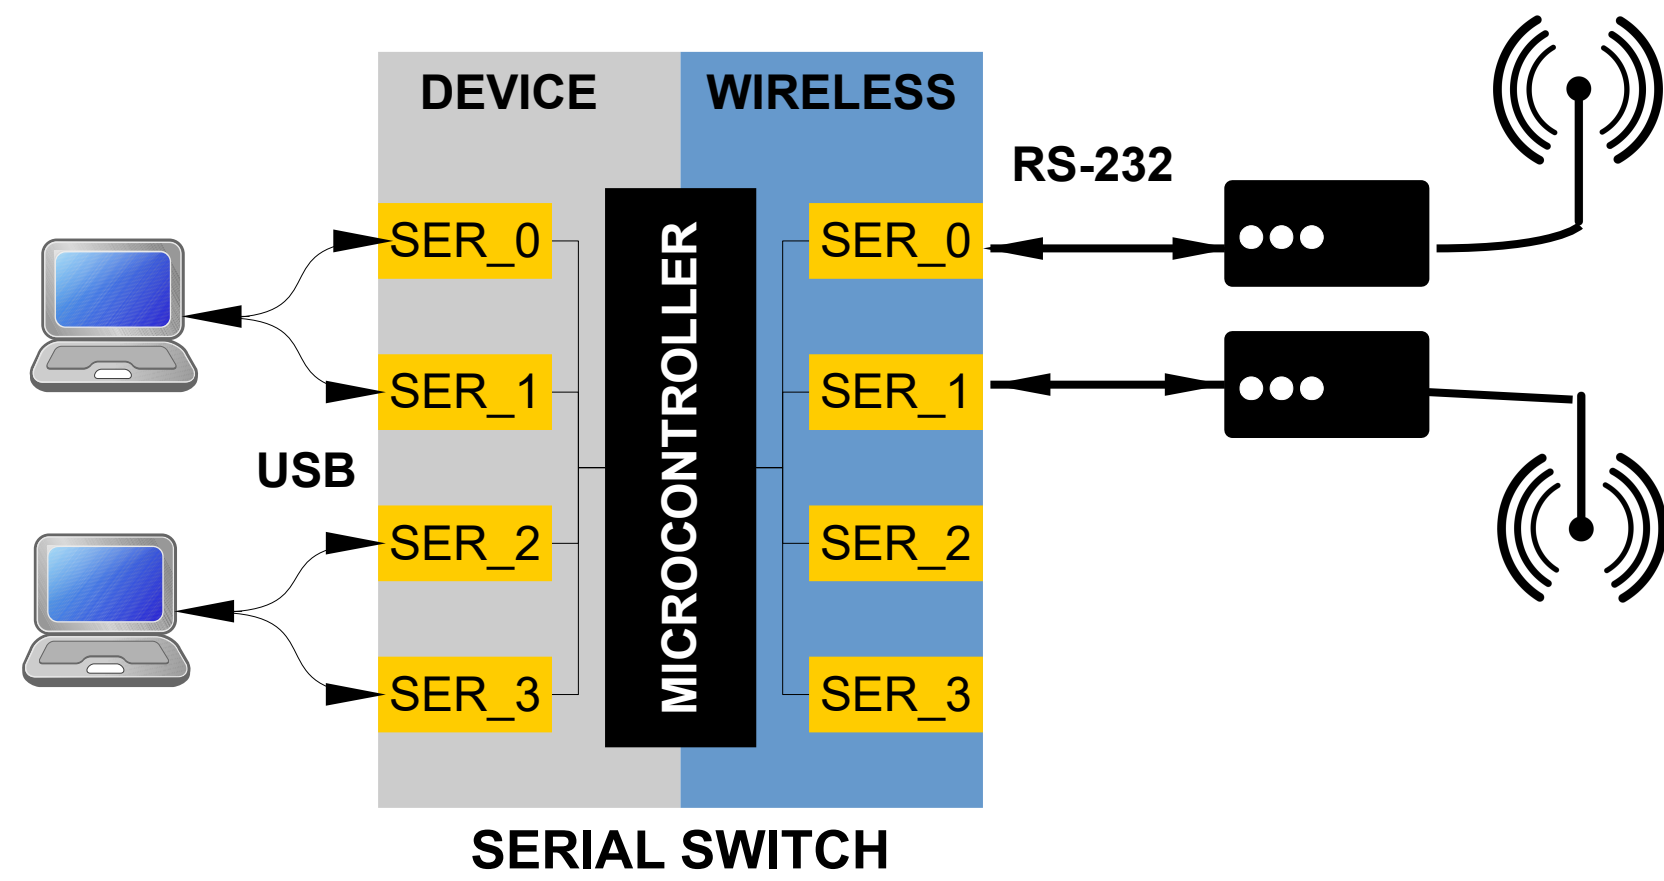 DEVICE
WIRELESS
RS-232
SER_0
SER_0
SER_1
SER_1
MICROCONTROLLER
USB
SER_2
SER_2
SER_3
SER_3
SERIAL SWITCH